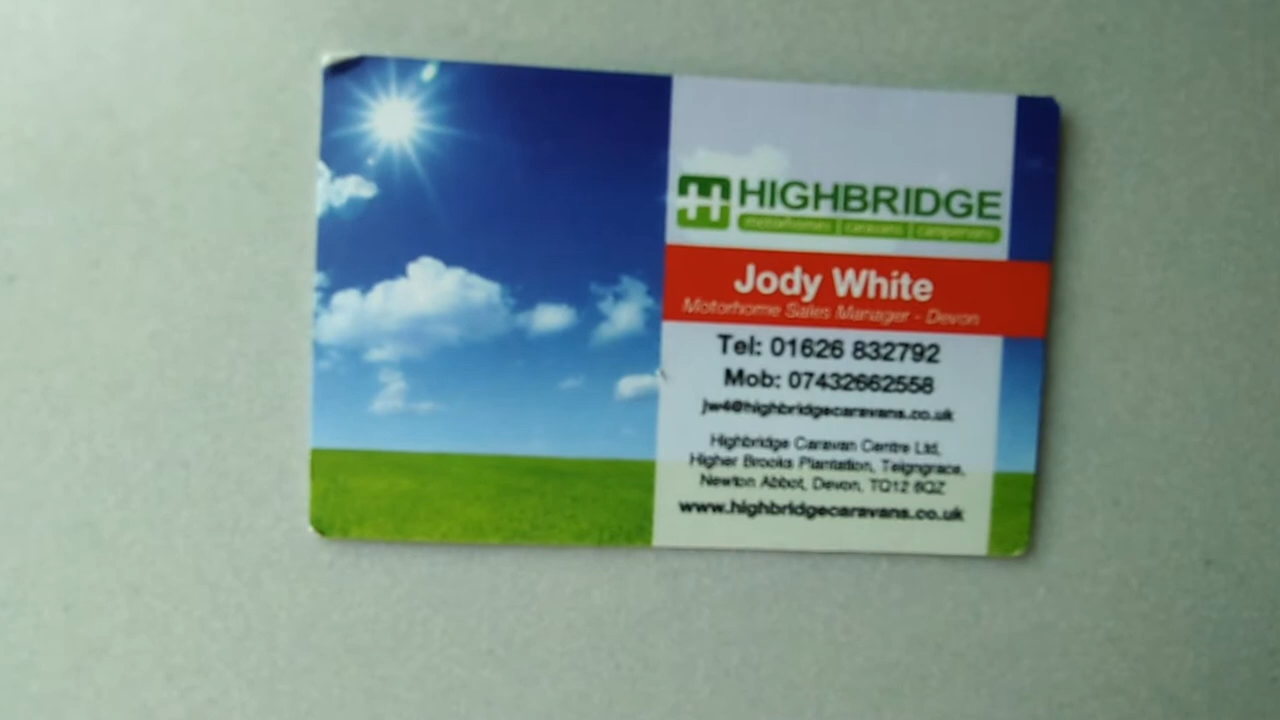 HIGHBRIDGE
motorhomes | caravans | campervans
Jody White
Motorhome Sales Manager - Devon
Tel: 01626 832792
Mob: 07432662558
jw4@highbridgecaravans.co.uk
Highbridge Caravan Centre Ltd,
Higher Brooks Plantation, Teigngrace,
Newton Abbot, Devon, TQ12 6QZ
www.highbridgecaravans.co.uk